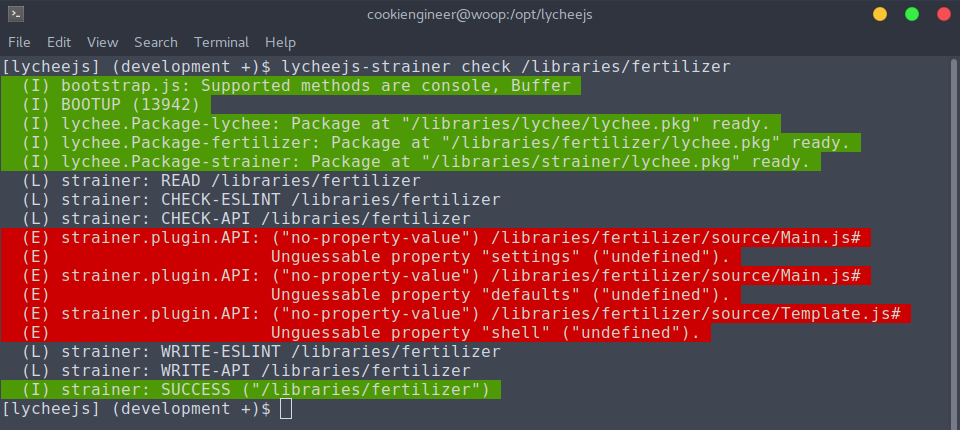 cookiengineer@woop:/opt/lycheejs
File Edit View Search Terminal Help
[lycheejs] (development +)$ lycheejs-strainer check /libraries/fertilizer
(I) bootstrap.js: Supported methods are console, Buffer
(I) BOOTUP (13942)
(I) lychee.Package-lychee: Package at "/libraries/lychee/lychee.pkg" ready.
(I) lychee.Package-fertilizer: Package at "/libraries/fertilizer/lychee.pkg" ready.
(I) lychee.Package-strainer: Package at "/libraries/strainer/lychee.pkg" ready.
(L) strainer: READ /libraries/fertilizer
(L) strainer: CHECK-ESLINT /libraries/fertilizer
(L) strainer: CHECK-API /libraries/fertilizer
(E) strainer.plugin.API: ("no-property-value") /libraries/fertilizer/source/Main.js#
(E) Unguessable property "settings" ("undefined").
(E) strainer.plugin.API: ("no-property-value") /libraries/fertilizer/source/Main.js#
(E) Unguessable property "defaults" ("undefined").
(E) strainer.plugin.API: ("no-property-value") /libraries/fertilizer/source/Template.js#
(E) Unguessable property "shell" ("undefined").
(L) strainer: WRITE-ESLINT /libraries/fertilizer
(L) strainer: WRITE-API /libraries/fertilizer
(I) strainer: SUCCESS ("/libraries/fertilizer")
[lycheejs] (development +)$